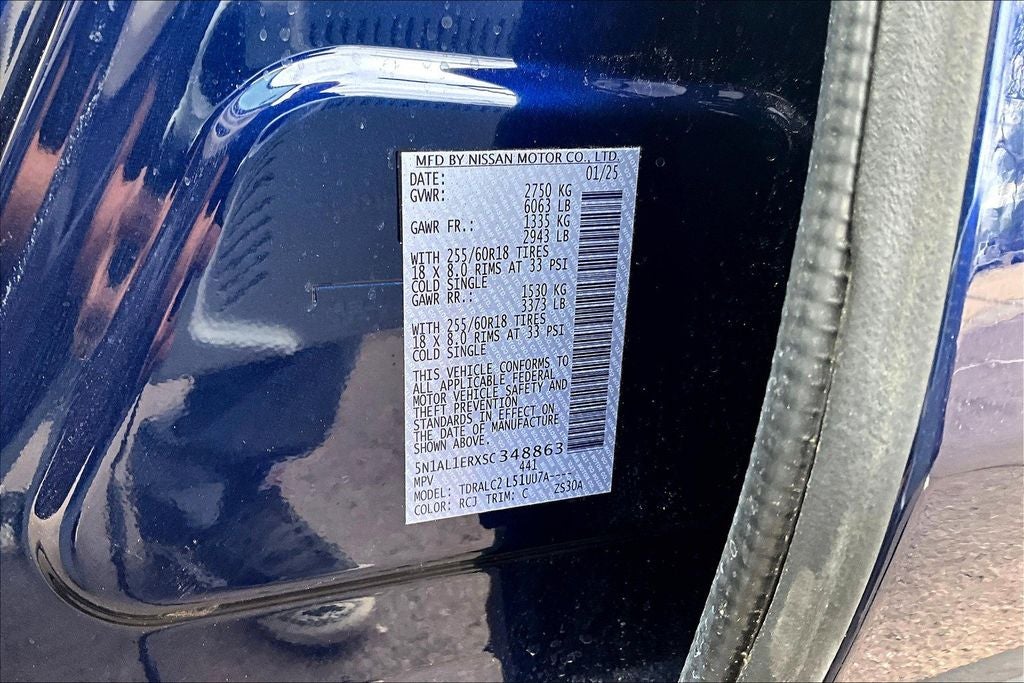 MFD BY NISSAN MOTOR CO., LTD.
DATE: 01/25
GVWR: 2750 KG
6063 LB
GAWR FR.: 1335 KG
2943 LB
WITH 255/60R18 TIRES
18 X 8.0 RIMS AT 33 PSI
COLD SINGLE
GAWR RR.: 1530 KG
3373 LB
WITH 255/60R18 TIRES
18 X 8.0 RIMS AT 33 PSI
COLD SINGLE
THIS VEHICLE CONFORMS TO
ALL APPLICABLE FEDERAL
MOTOR VEHICLE SAFETY AND
THEFT PREVENTION
STANDARDS IN EFFECT ON
THE DATE OF MANUFACTURE
SHOWN ABOVE.
5N1AL1ERXSC348863
MPV 441
MODEL: TDRALC2 L51UU7A----
COLOR: RCJ TRIM: C ZS30A